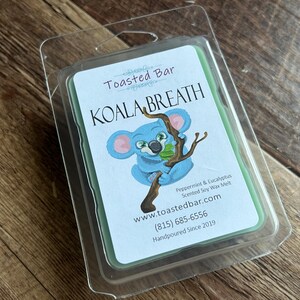 Toasted Bar
KOALA BREATH
Peppermint & Eucalyptus
Scented Soy Wax Melt
www.toastedbar.com
(815) 685-6556
Handpoured Since 2019